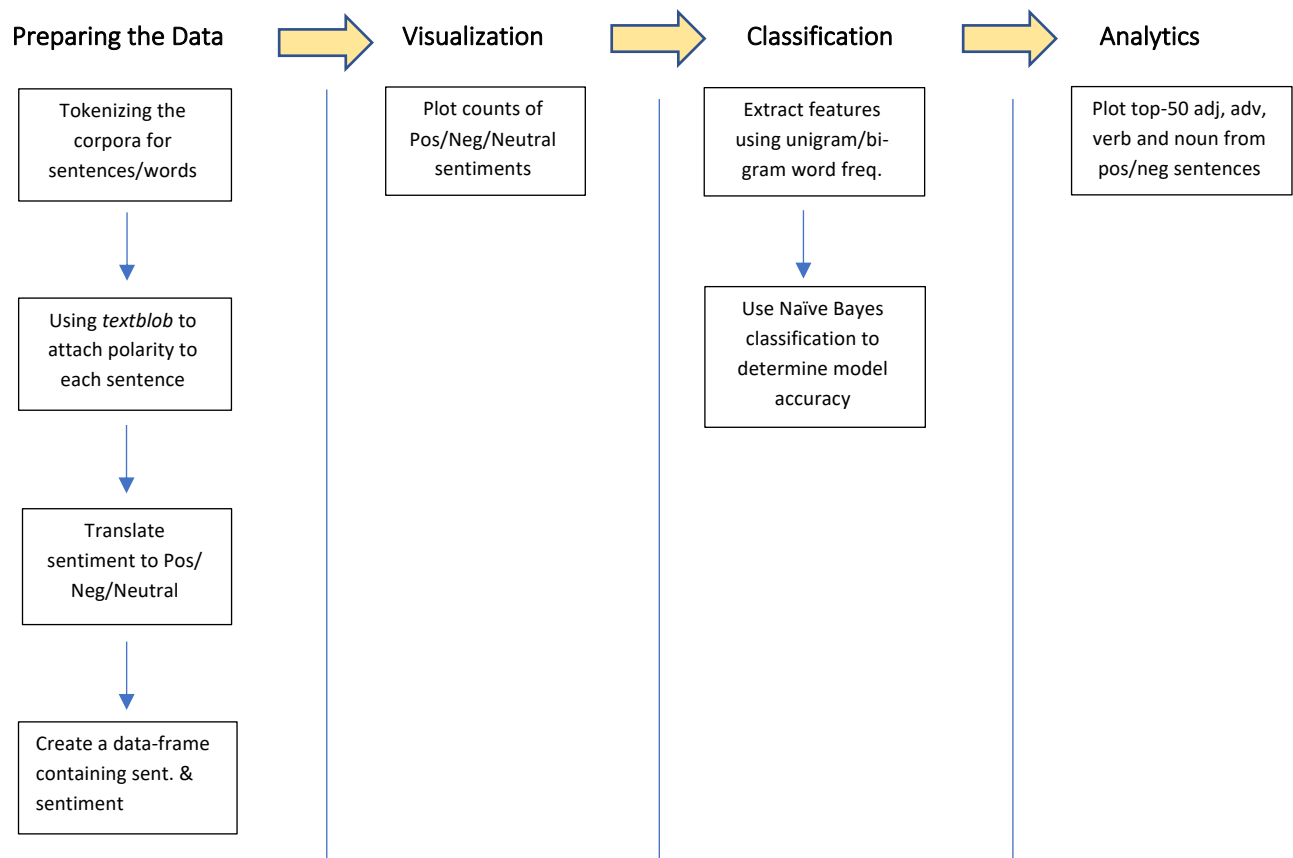 Preparing the Data
Visualization
Classification
Analytics
Tokenizing the
corpora for
sentences/words
Using textblob to
attach polarity to
each sentence
Translate
sentiment to Pos/
Neg/Neutral
Create a data-frame
containing sent. &
sentiment
Plot counts of
Pos/Neg/Neutral
sentiments
Extract features
using unigram/bi-
gram word freq.
Use Naïve Bayes
classification to
determine model
accuracy
Plot top-50 adj, adv,
verb and noun from
pos/neg sentences